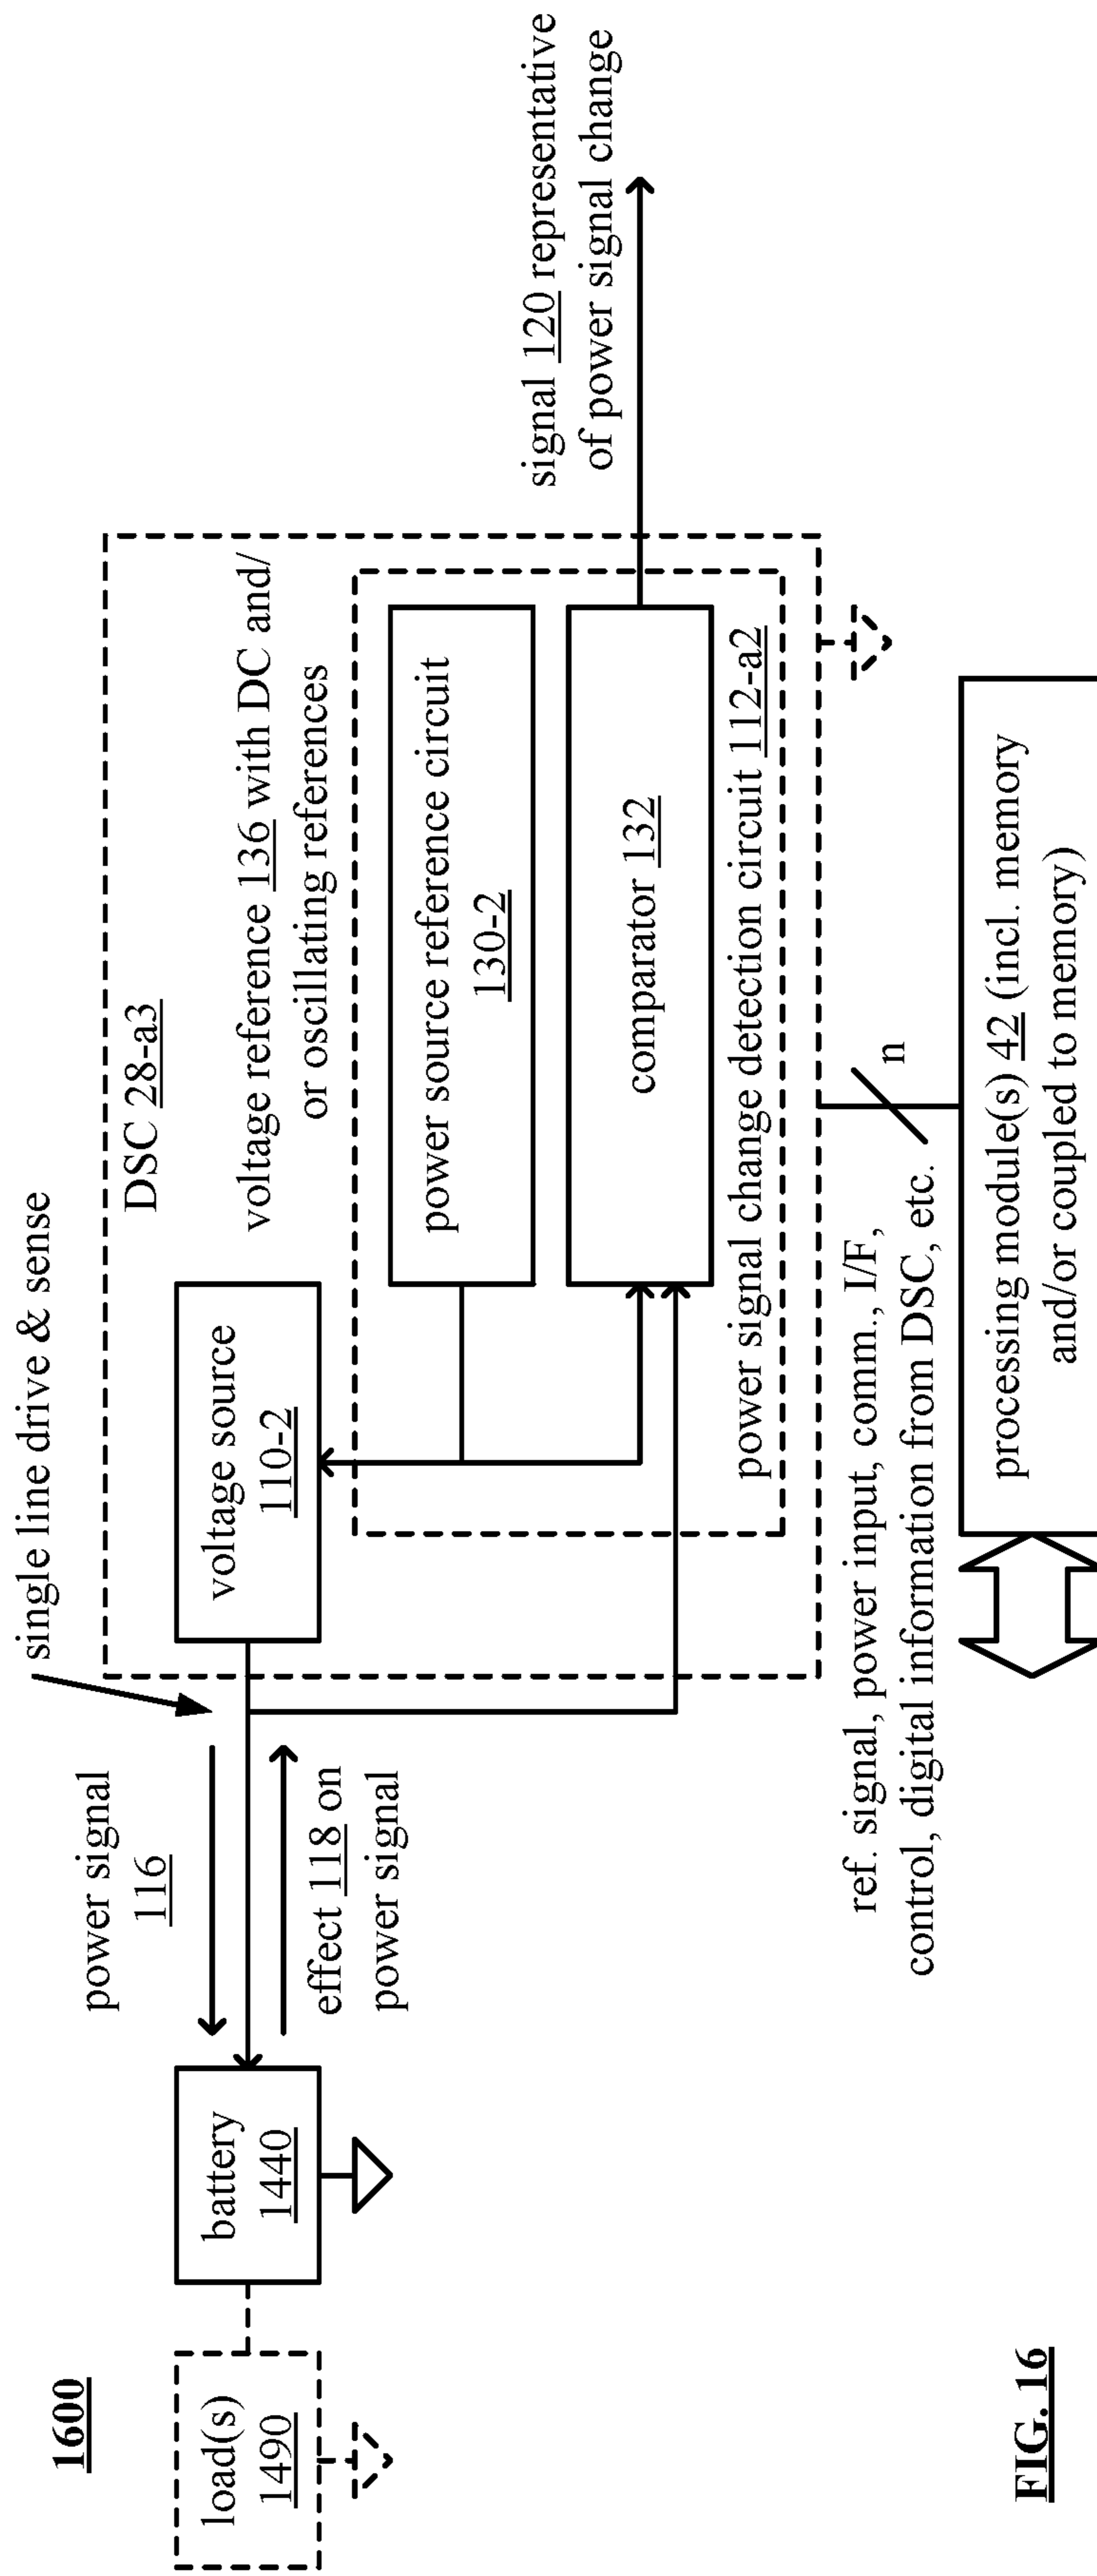 1600
single line drive & sense
power signal
116
effect 118 on
power signal
load(s)
1490
battery
1440
DSC 28-a3
voltage source
110-2
voltage reference 136 with DC and/
or oscillating references
power source reference circuit
130-2
comparator 132
power signal change detection circuit 112-a2
signal 120 representative
of power signal change
ref. signal, power input, comm., I/F,
control, digital information from DSC, etc.
n
processing module(s) 42 (incl. memory
and/or coupled to memory)
FIG. 16